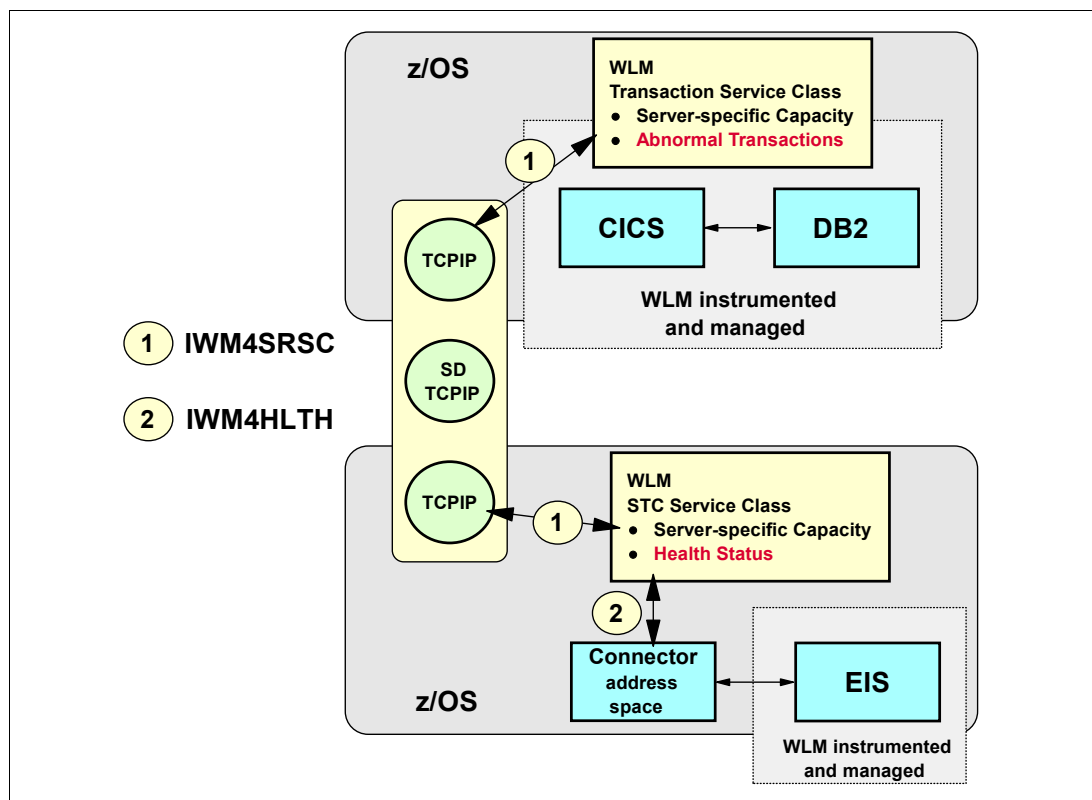 z/OS
WLM
Transaction Service Class
● Server-specific Capacity
● Abnormal Transactions
1
TCPIP
CICS
DB2
WLM instrumented
and managed
1 IWM4SRSC
SD
TCPIP
2 IWM4HLTH
TCPIP
1
WLM
STC Service Class
● Server-specific Capacity
● Health Status
2
Connector
address
space
EIS
z/OS
WLM instrumented
and managed